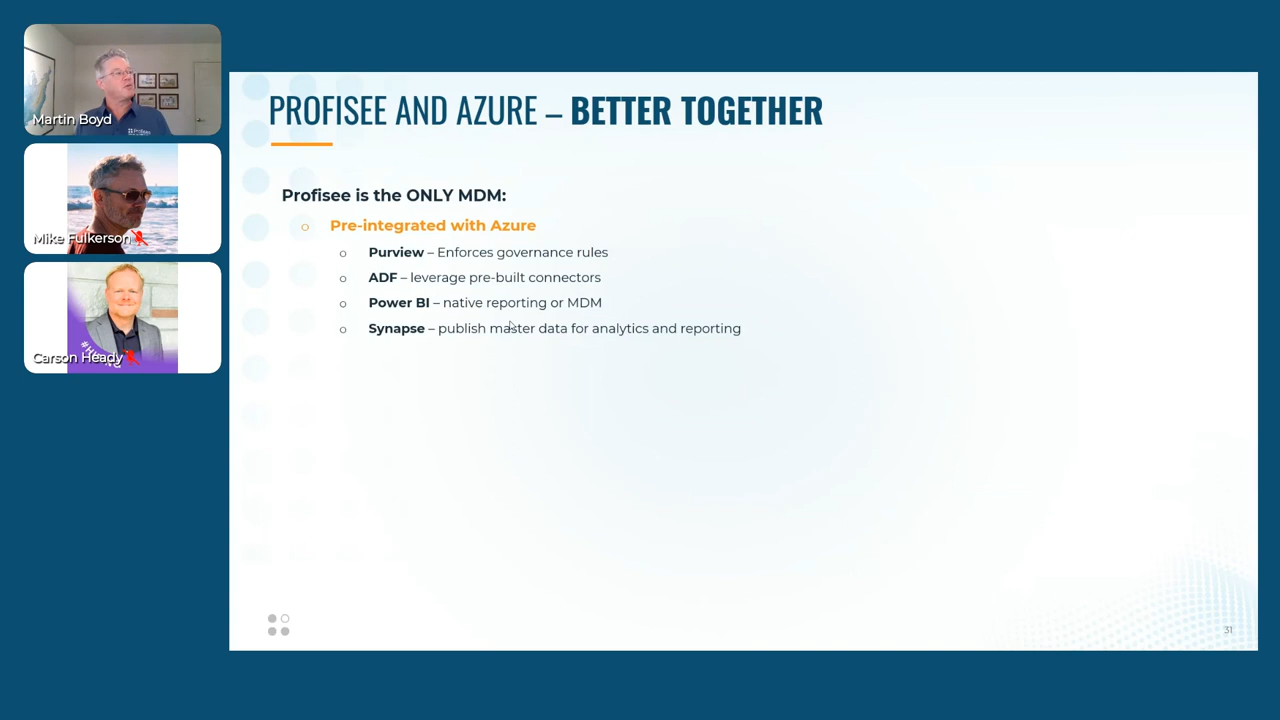 Martin Boyd
Mike Fulkerson
Carson Heady
PROFISEE AND AZURE – BETTER TOGETHER
Profisee is the ONLY MDM:
Pre-integrated with Azure
Purview – Enforces governance rules
ADF – leverage pre-built connectors
Power BI – native reporting or MDM
Synapse – publish master data for analytics and reporting
31